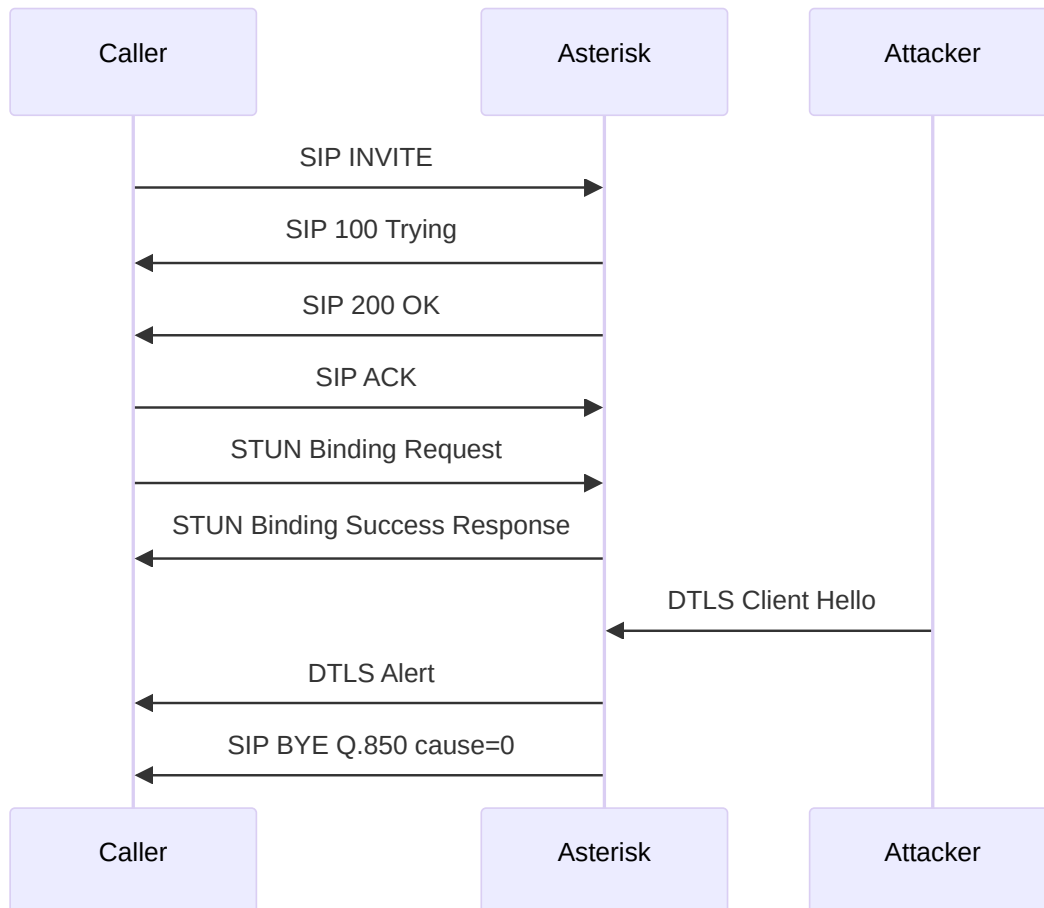 Caller
Asterisk
Attacker
SIP INVITE
SIP 100 Trying
SIP 200 OK
SIP ACK
STUN Binding Request
STUN Binding Success Response
DTLS Client Hello
DTLS Alert
SIP BYE Q.850 cause=0
Caller
Asterisk
Attacker